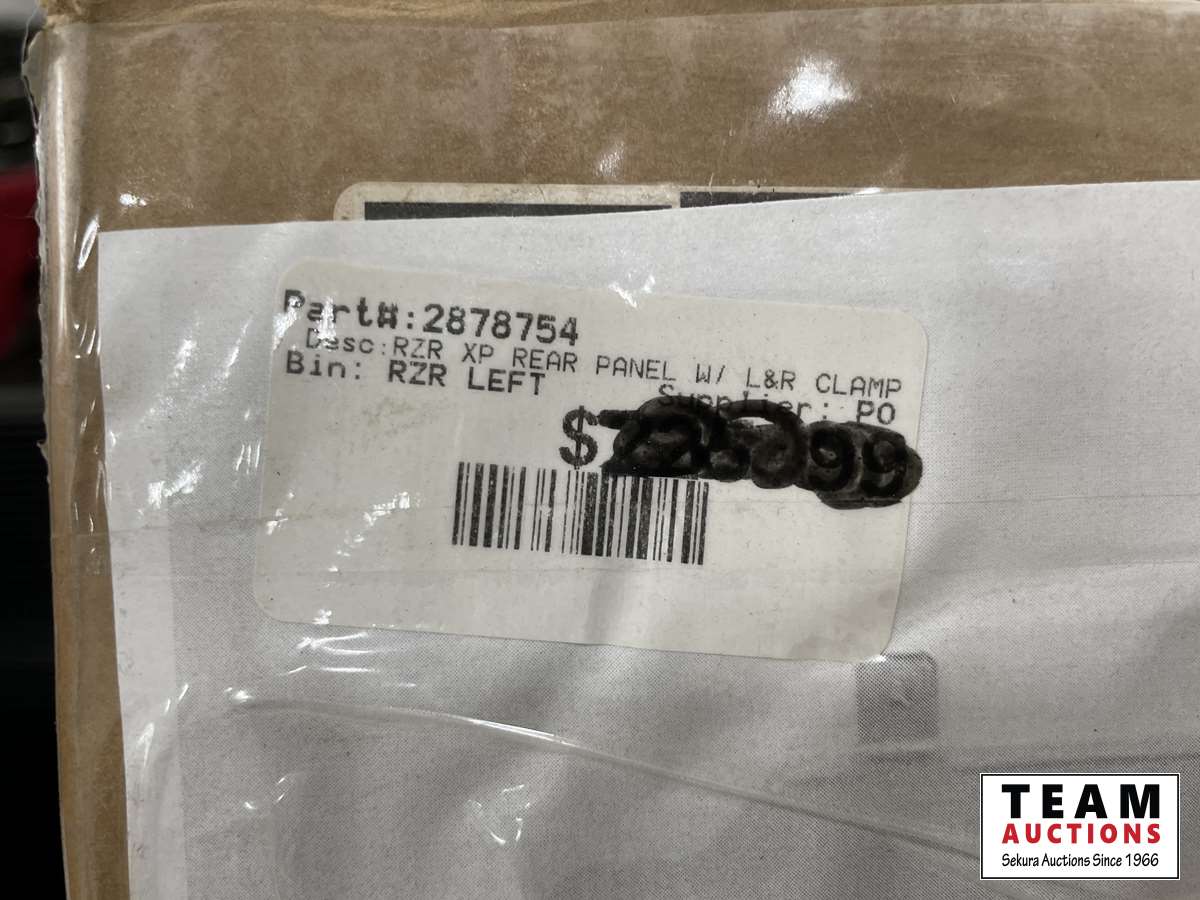 Part#:2878754
Desc:RZR XP REAR PANEL W/ L&R CLAMP
Bin: RZR LEFT
Supplier: PO
$
TEAM
AUCTIONS
Sekura Auctions Since 1966